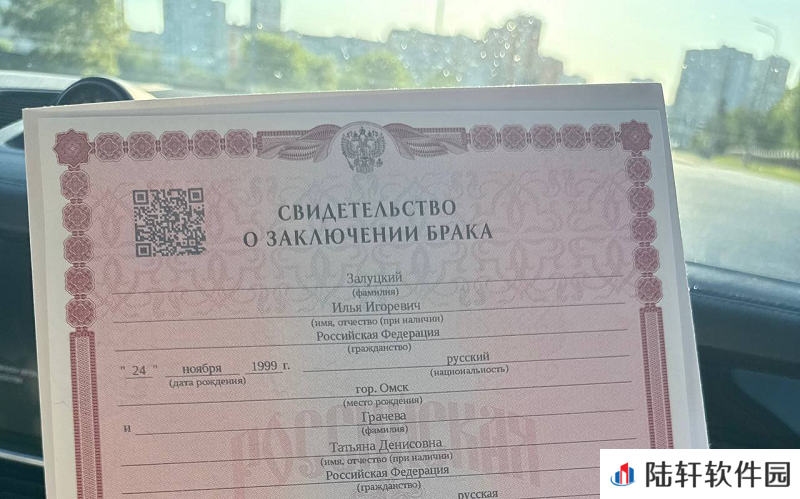 СВИДЕТЕЛЬСТВО
О ЗАКЛЮЧЕНИИ БРАКА
Залуцкий
(фамилия)
Илья Игоревич
(имя, отчество (при наличии)
Российская Федерация
(гражданство)
" 24 " ноября 1999 г. русский
(дата рождения) (национальность)
гор. Омск
(место рождения)
и Грачева
(фамилия)
Татьяна Денисовна
(имя, отчество (при наличии)
Российская Федерация
(гражданство)
русская
陆轩软件园